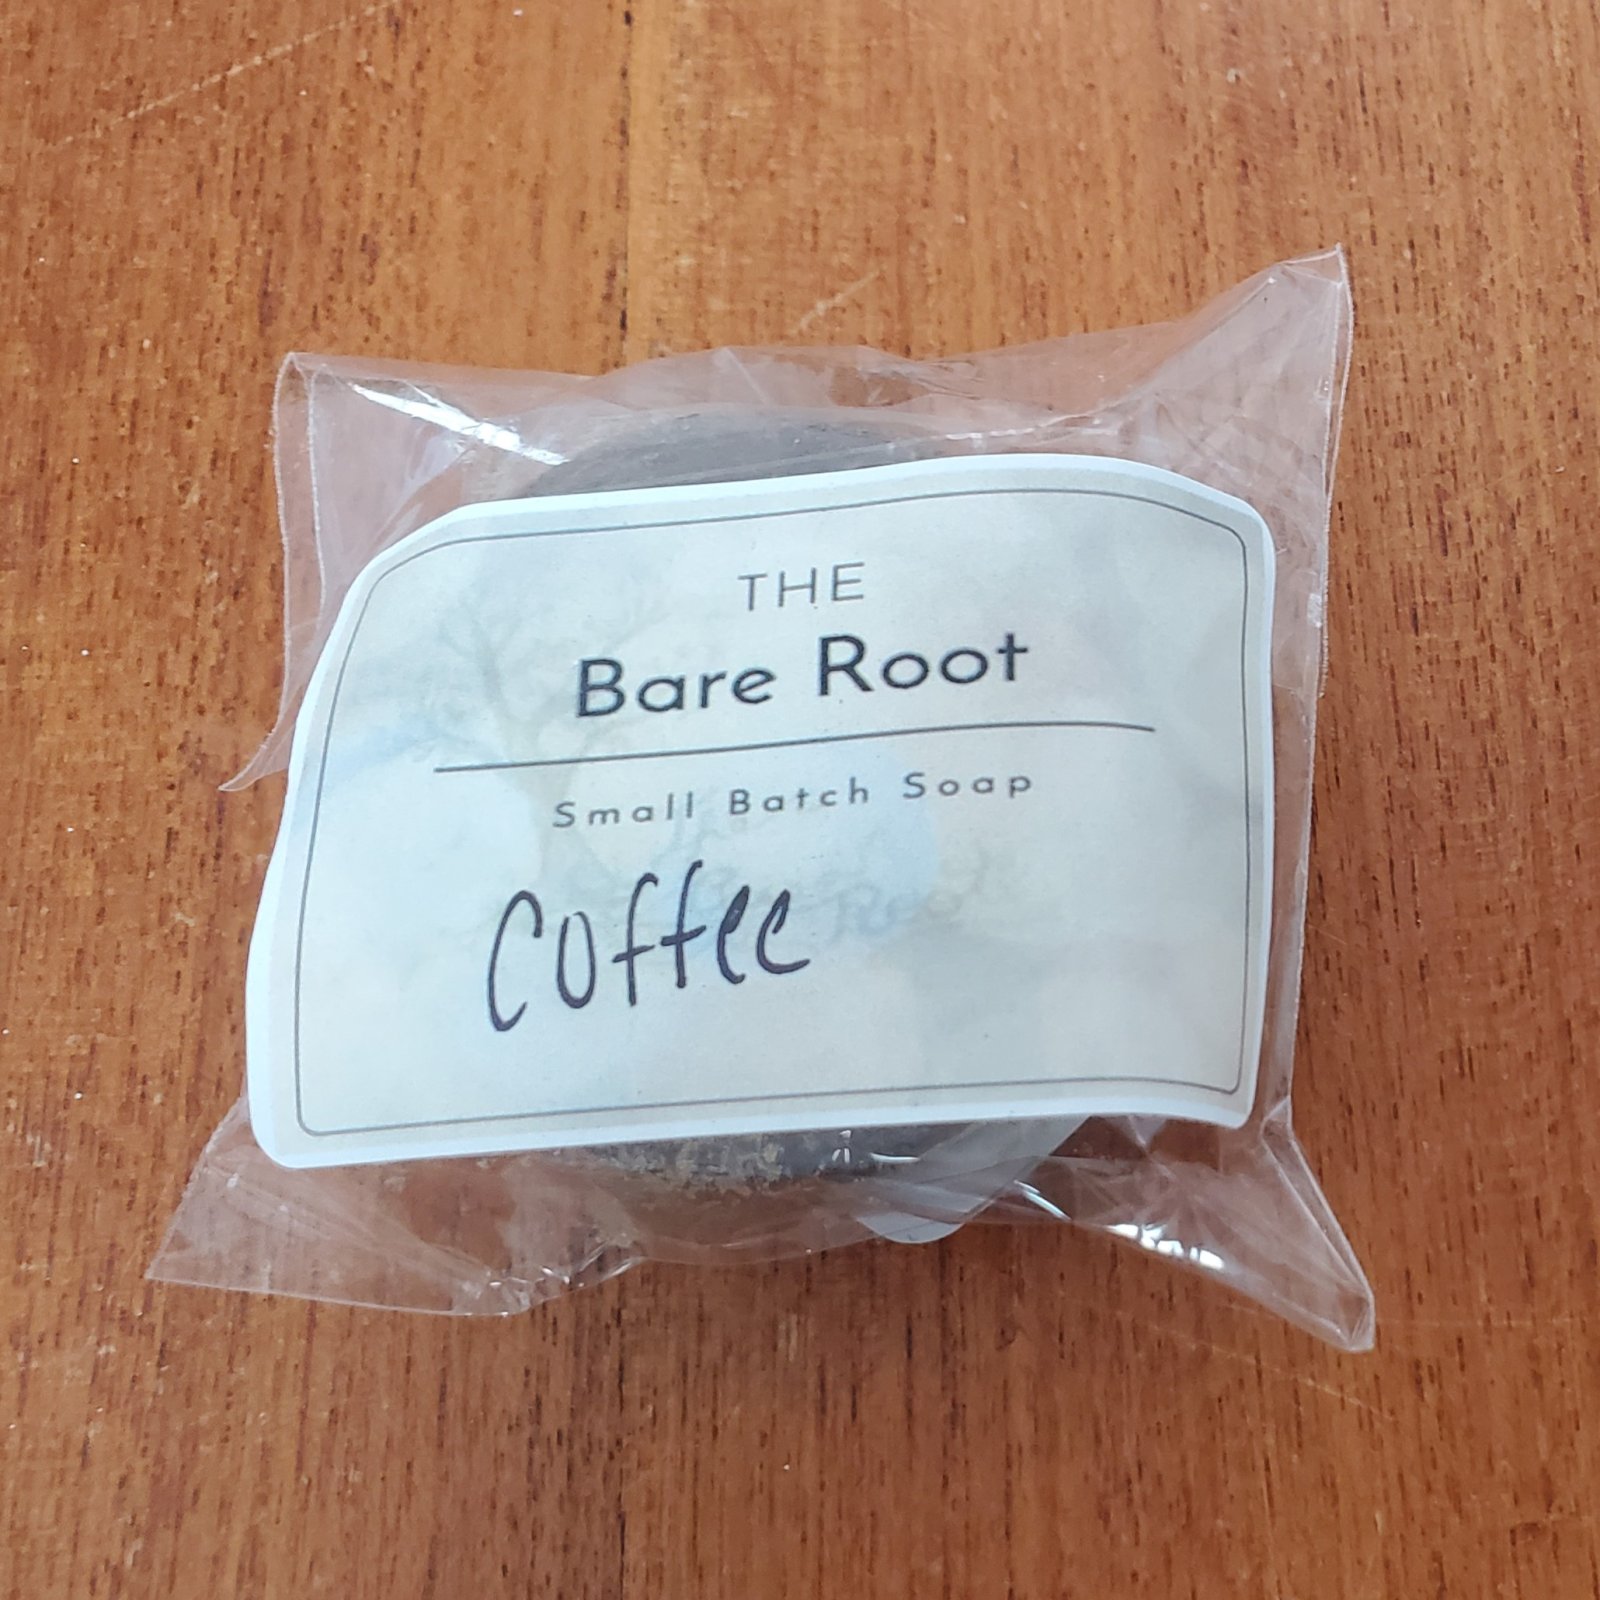 THE
Bare Root
Small Batch Soap
Coffee